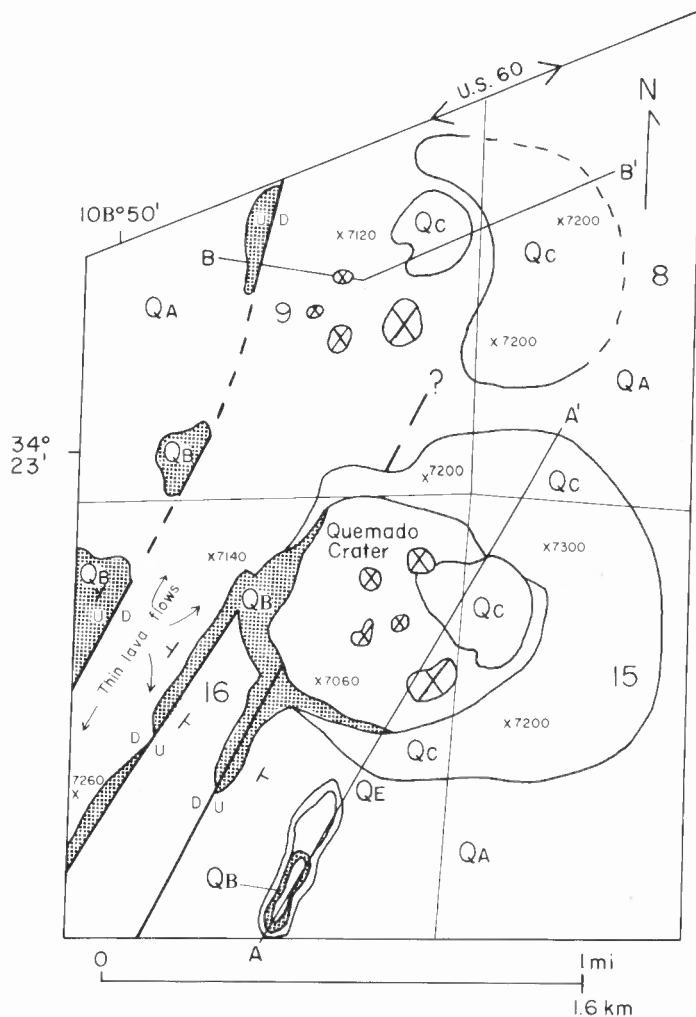 U.S. 60
N
10B°50'
U D
x 7120
Qc
B'
x 7200
B
Qc
8
QA
9
x 7200
QA
?
A'
34°
23'
QB
x 7200
Qc
Quemado
Crater
x 7140
x 7300
QB
U D
QB
Qc
Thin lava flows
16
x 7060
15
x 7200
D U
Qc
7260
x
D U
QE
QA
QB
A
0
1 mi
1.6 km